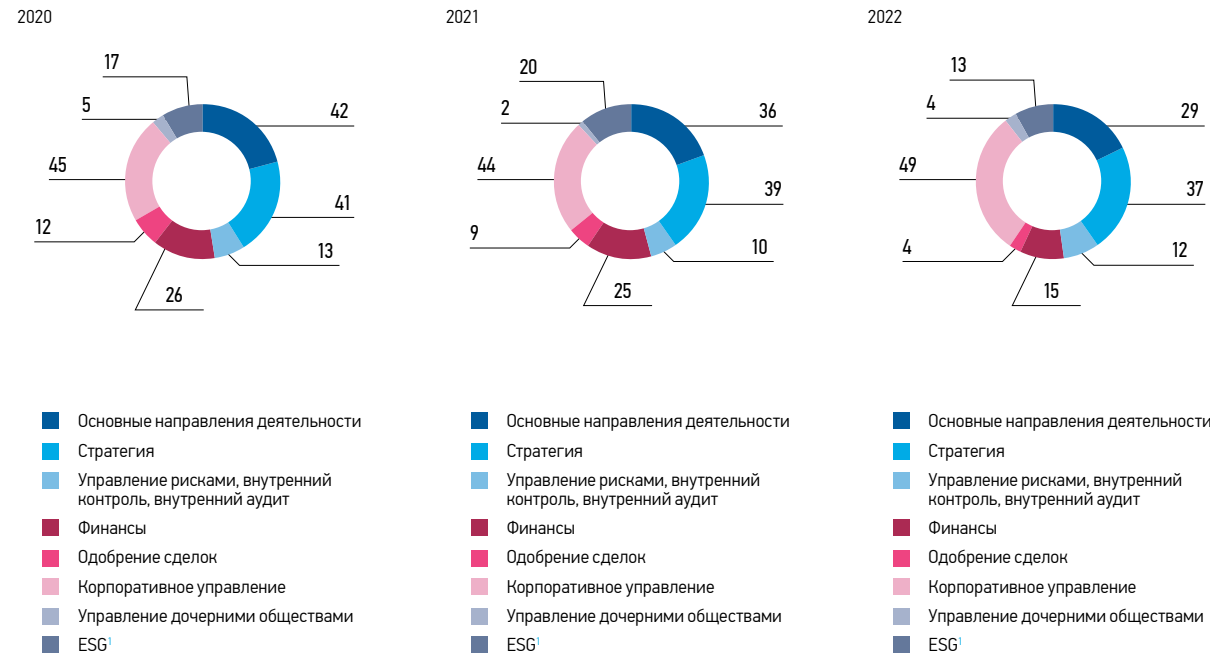 2020
17
5
42
45
41
12
13
26
Основные направления деятельности
Стратегия
Управление рисками, внутренний
контроль, внутренний аудит
Финансы
Одобрение сделок
Корпоративное управление
Управление дочерними обществами
ESG¹
2021
20
2
36
44
39
9
10
25
Основные направления деятельности
Стратегия
Управление рисками, внутренний
контроль, внутренний аудит
Финансы
Одобрение сделок
Корпоративное управление
Управление дочерними обществами
ESG¹
2022
13
4
29
49
37
4
12
15
Основные направления деятельности
Стратегия
Управление рисками, внутренний
контроль, внутренний аудит
Финансы
Одобрение сделок
Корпоративное управление
Управление дочерними обществами
ESG¹